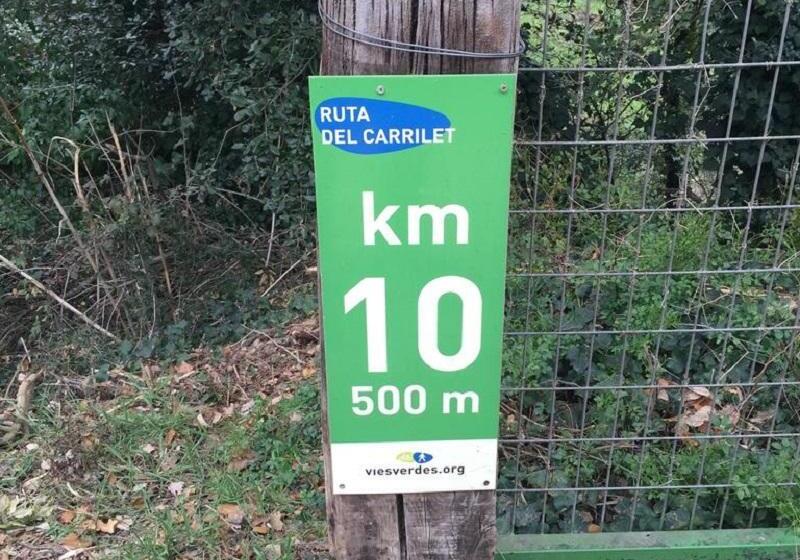 RUTA
DEL CARRILET
km
10
500 m
viesverdes.org